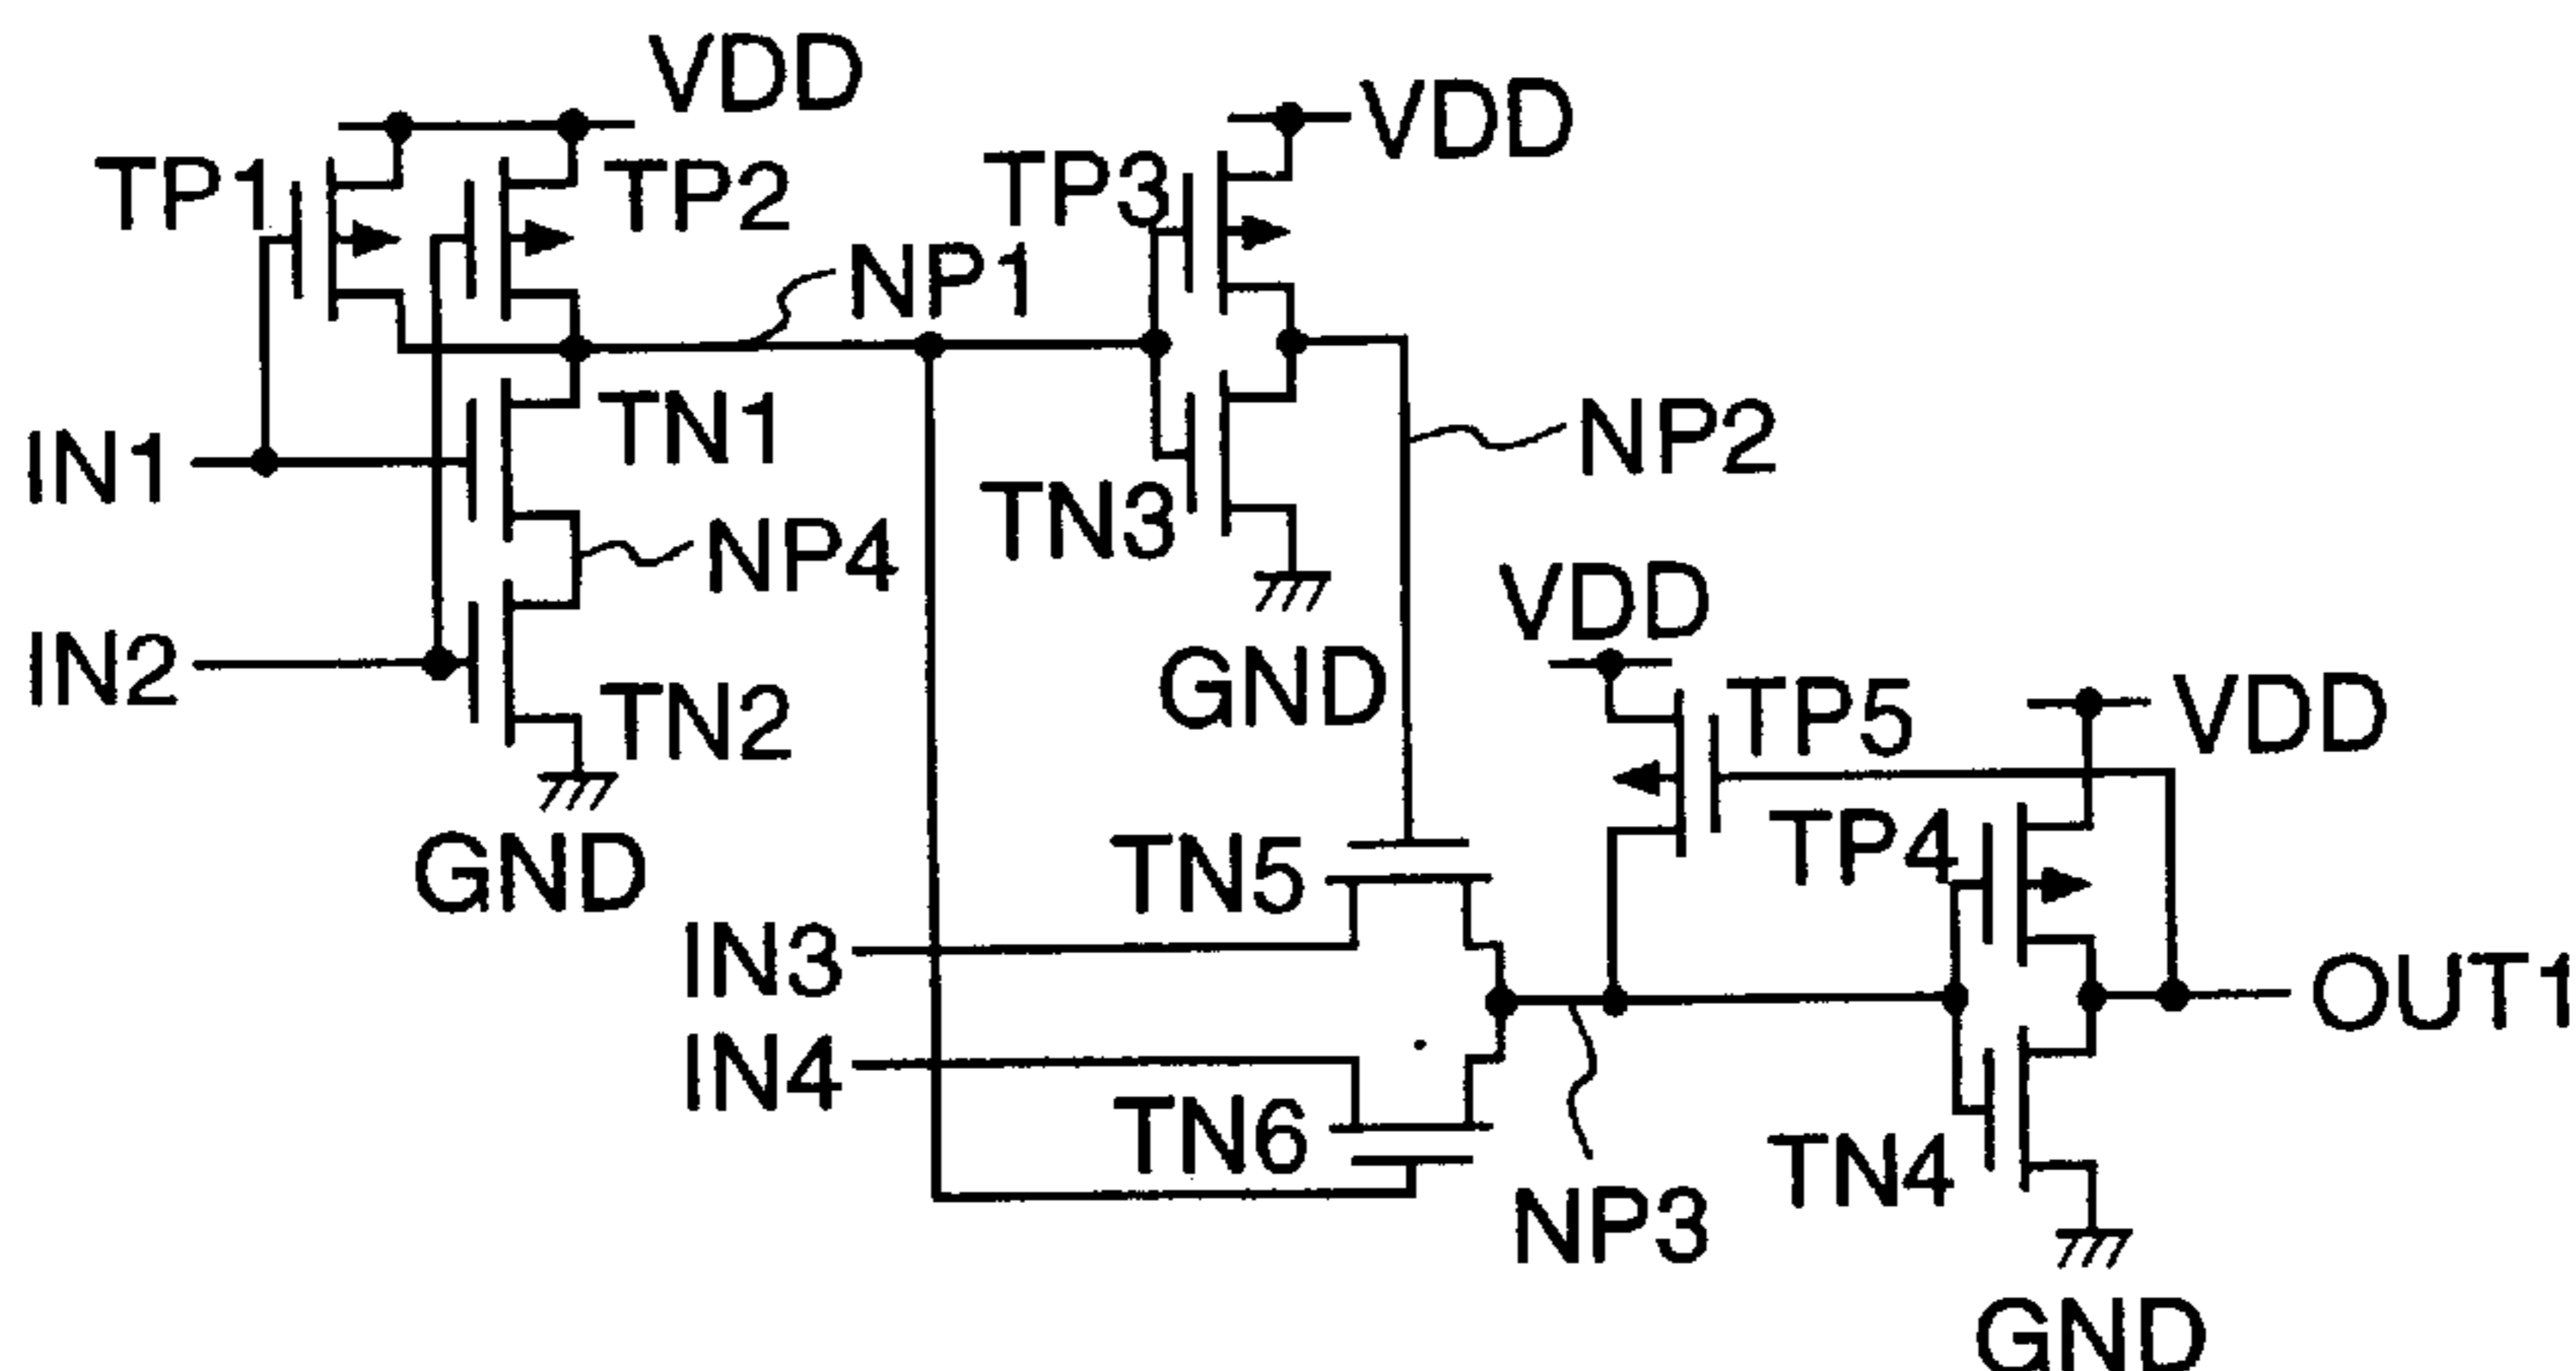 VDD
VDD
TP1
TP2
TP3
NP1
TN1
NP2
IN1
TN3
NP4
VDD
IN2
GND
TN2
TP5
VDD
TP4
TN5
GND
IN3
OUT1
IN4
TN6
TN4
NP3
GND